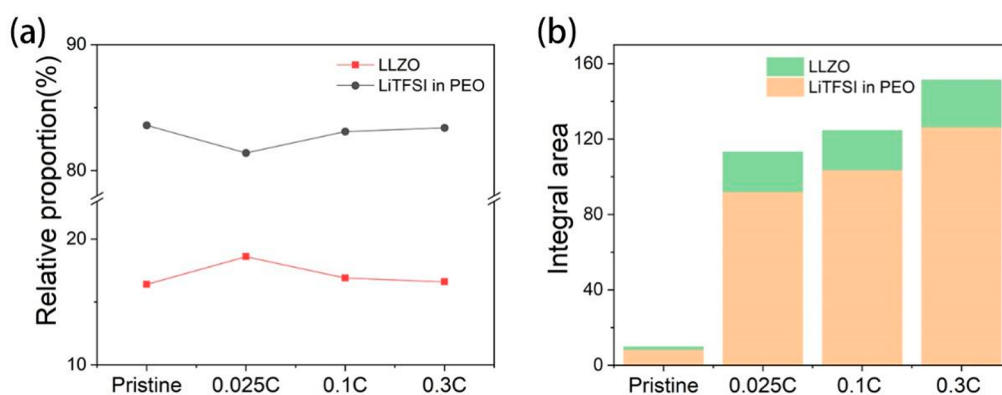 (a)
Relative proportion(%)
90
80
20
10
LLZO
LiTFSI in PEO
Pristine
0.025C
0.1C
0.3C
(b)
Integral area
160
120
80
40
0
LLZO
LiTFSI in PEO
Pristine
0.025C
0.1C
0.3C